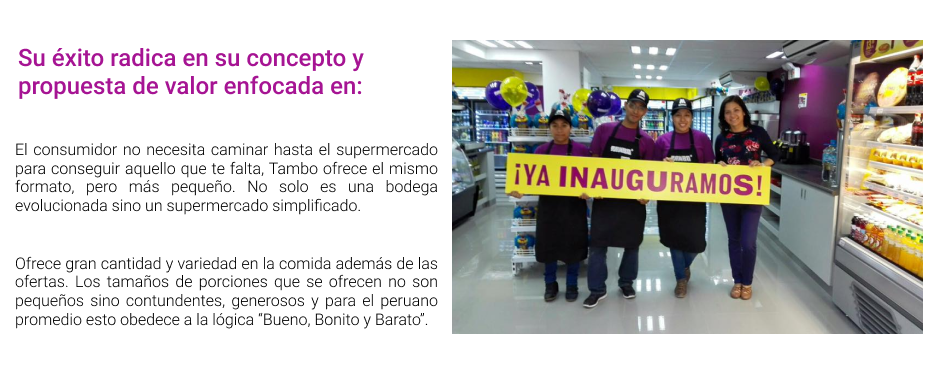 Su éxito radica en su concepto y
propuesta de valor enfocada en:
El consumidor no necesita caminar hasta el supermercado
para conseguir aquello que te falta, Tambo ofrece el mismo
formato, pero más pequeño. No solo es una bodega
evolucionada sino un supermercado simplificado.
Ofrece gran cantidad y variedad en la comida además de las
ofertas. Los tamaños de porciones que se ofrecen no son
pequeños sino contundentes, generosos y para el peruano
promedio esto obedece a la lógica “Bueno, Bonito y Barato”.
¡YA INAUGURAMOS!